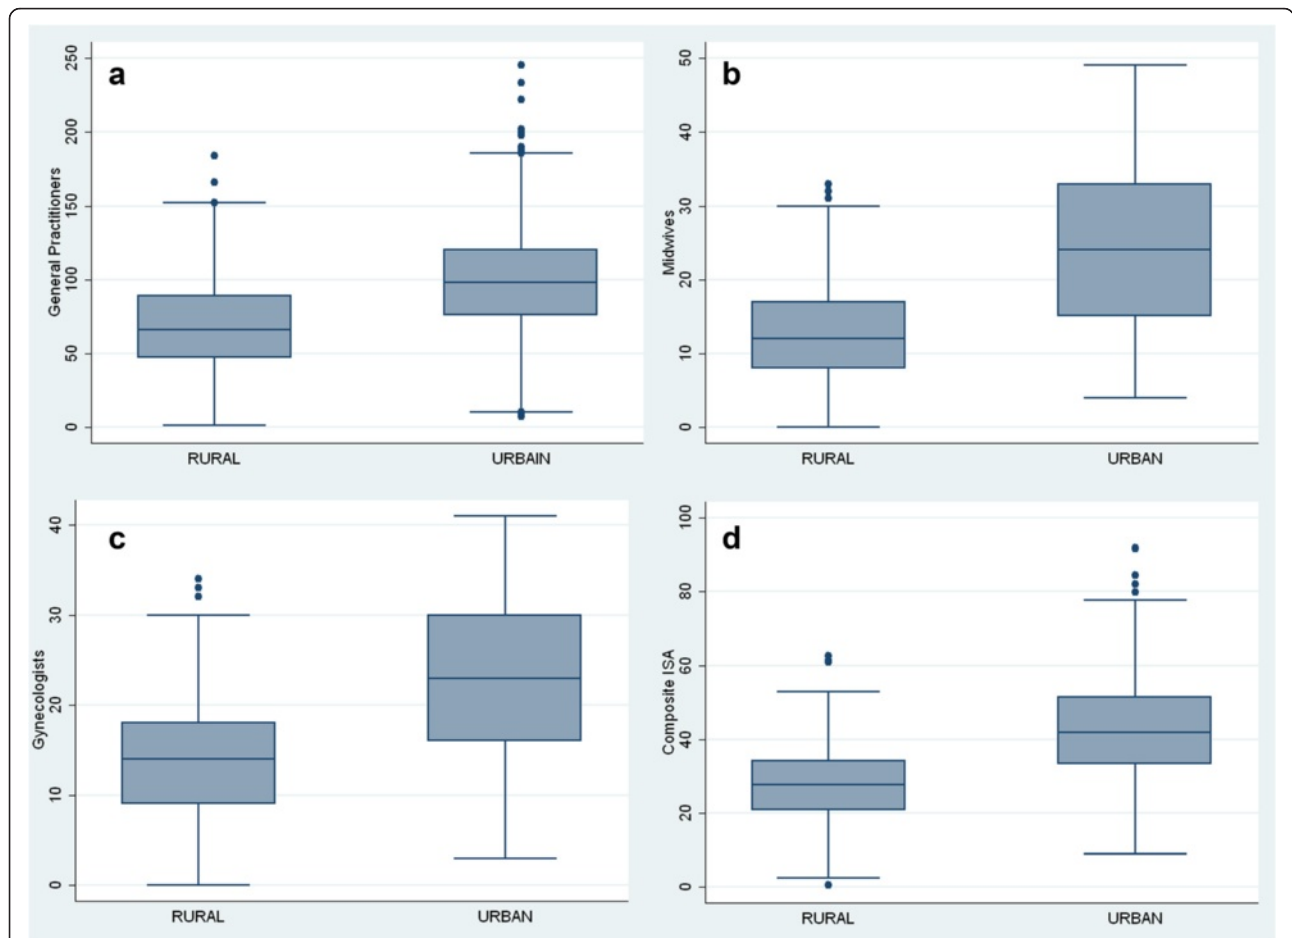 a
General Practitioners
250
200
150
100
50
0
RURAL URBAIN
b
Midwives
50
40
30
20
10
0
RURAL URBAN
c
Gynecologists
40
30
20
10
0
RURAL URBAN
d
Composite ISA
100
80
60
40
20
0
RURAL URBAN